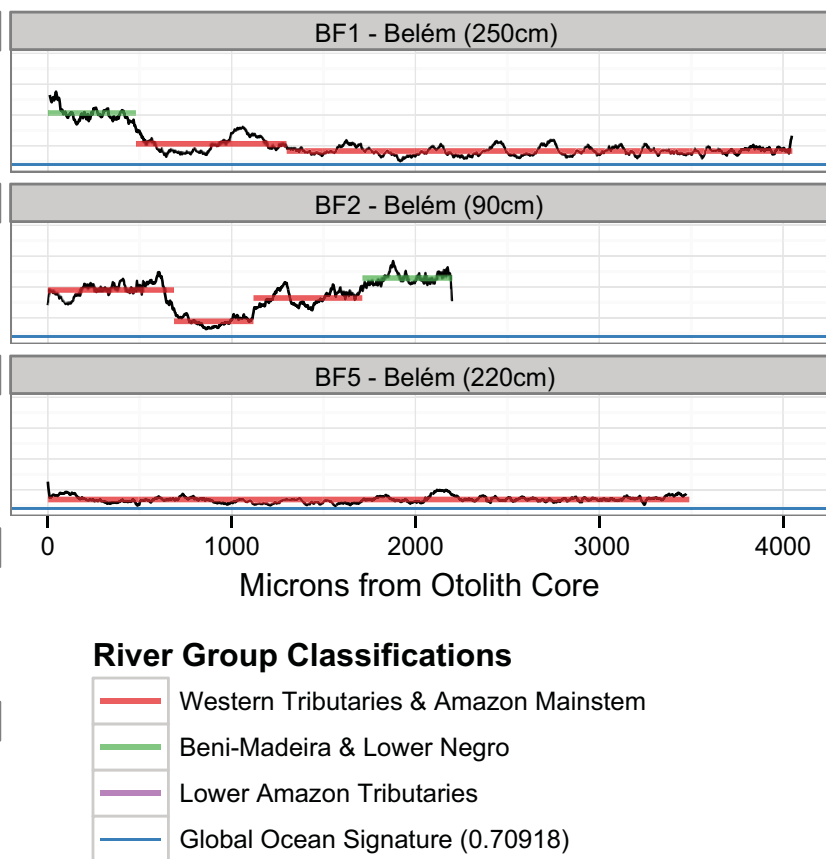 BF1 - Belém (250cm)
BF2 - Belém (90cm)
BF5 - Belém (220cm)
0 1000 2000 3000 4000
Microns from Otolith Core
River Group Classifications
Western Tributaries & Amazon Mainstem
Beni-Madeira & Lower Negro
Lower Amazon Tributaries
Global Ocean Signature (0.70918)